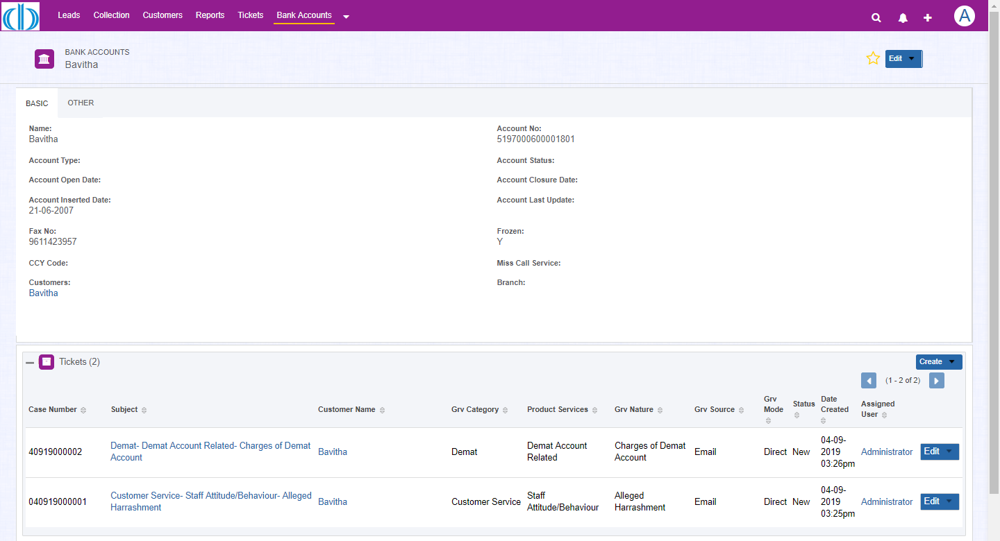 Leads Collection Customers Reports Tickets Bank Accounts
A
BANK ACCOUNTS
Bavitha
Edit
BASIC OTHER
Name: Account No:
Bavitha 5197000600001801
Account Type: Account Status:
Account Open Date: Account Closure Date:
Account Inserted Date: Account Last Update:
21-06-2007
Fax No: Frozen:
9611423957 Y
CCY Code: Miss Call Service:
Customers: Branch:
Bavitha
Tickets (2) Create
(1 - 2 of 2)
Case Number Subject Customer Name Grv Category Product Services Grv Nature Grv Source Grv Mode Status Date Created Assigned User
40919000002 Demat- Demat Account Related- Charges of Demat Account Bavitha Demat Demat Account Related Charges of Demat Account Email Direct New 04-09-2019 03:26pm Administrator Edit
040919000001 Customer Service- Staff Attitude/Behaviour- Alleged Harrashment Bavitha Customer Service Staff Attitude/Behaviour Alleged Harrashment Email Direct New 04-09-2019 03:25pm Administrator Edit